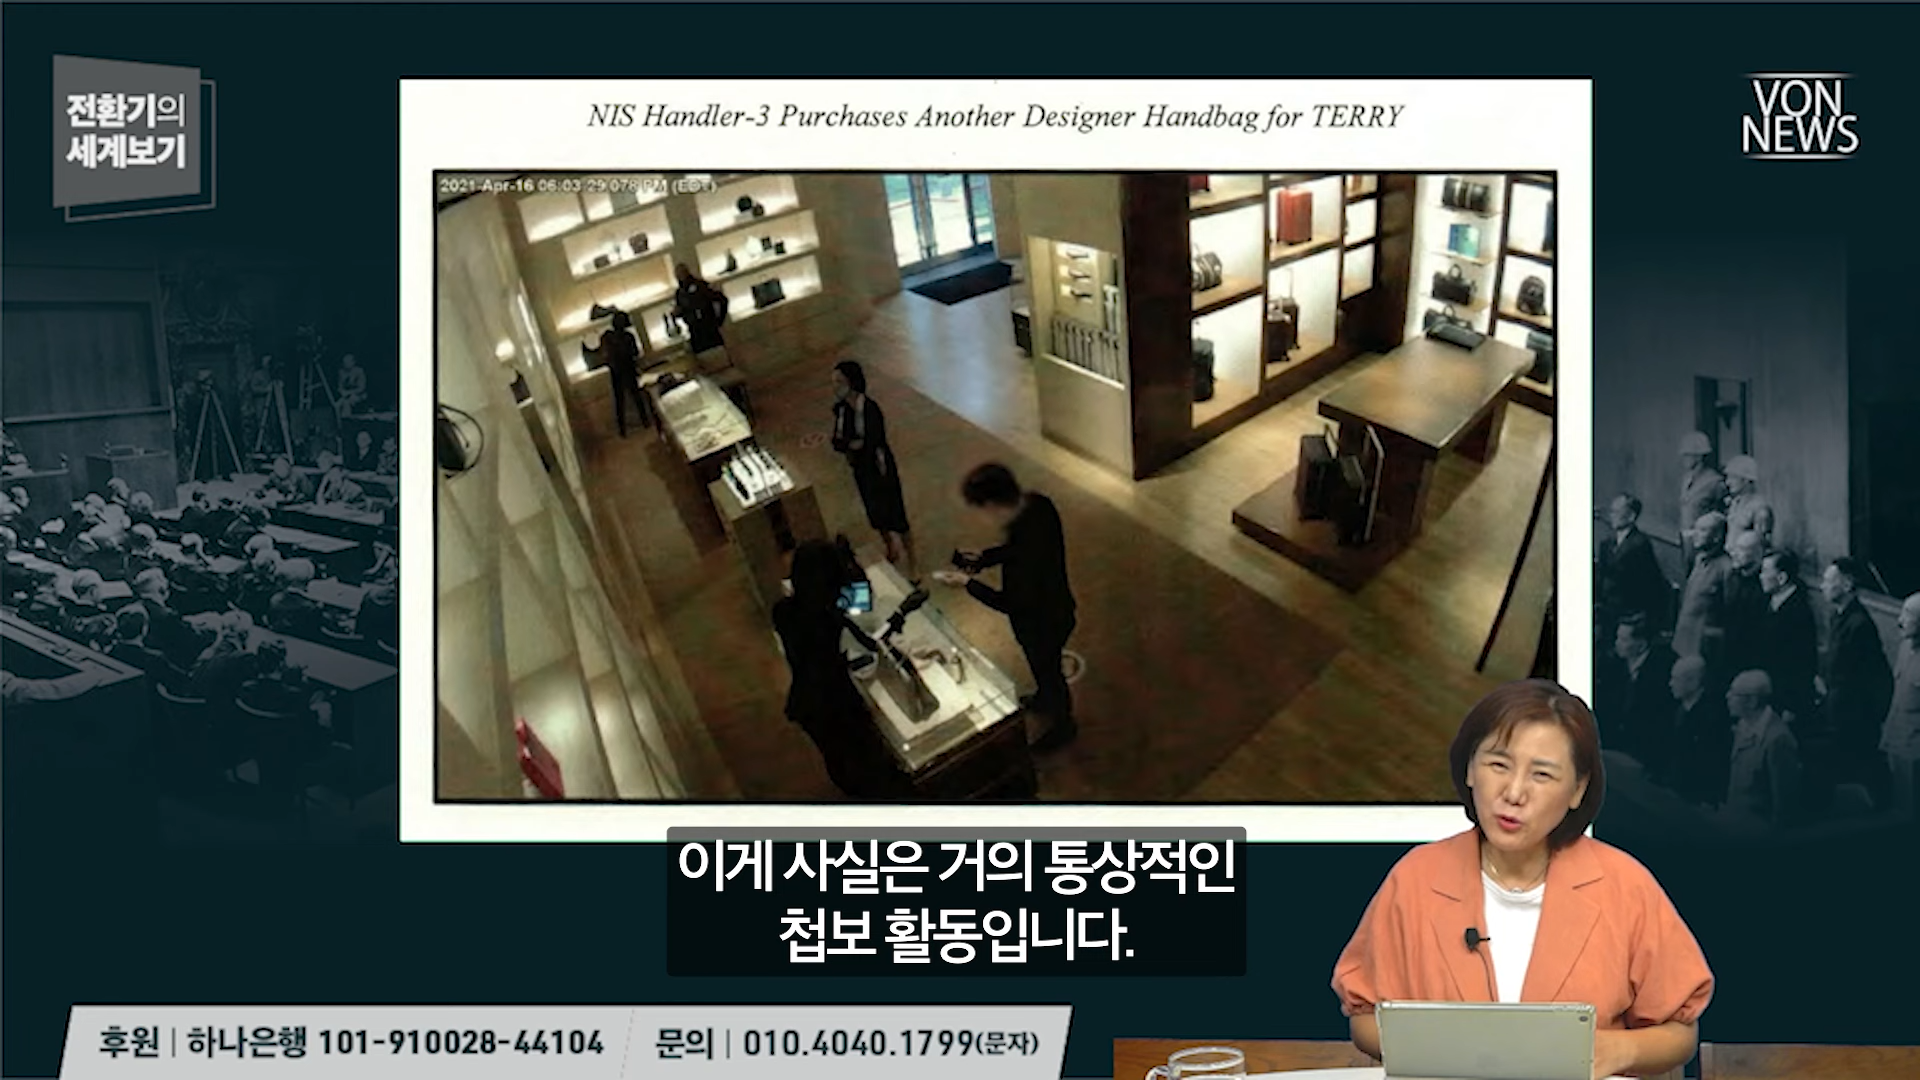 전환기의
세계보기
NIS Handler-3 Purchases Another Designer Handbag for TERRY
VON
NEWS
2021-Apr-16 06:03:29.078 PM (EDT)
이게 사실은 거의 통상적인
첩보 활동입니다.
후원 | 하나은행 101-910028-44104
문의 | 010.4040.1799(문자)